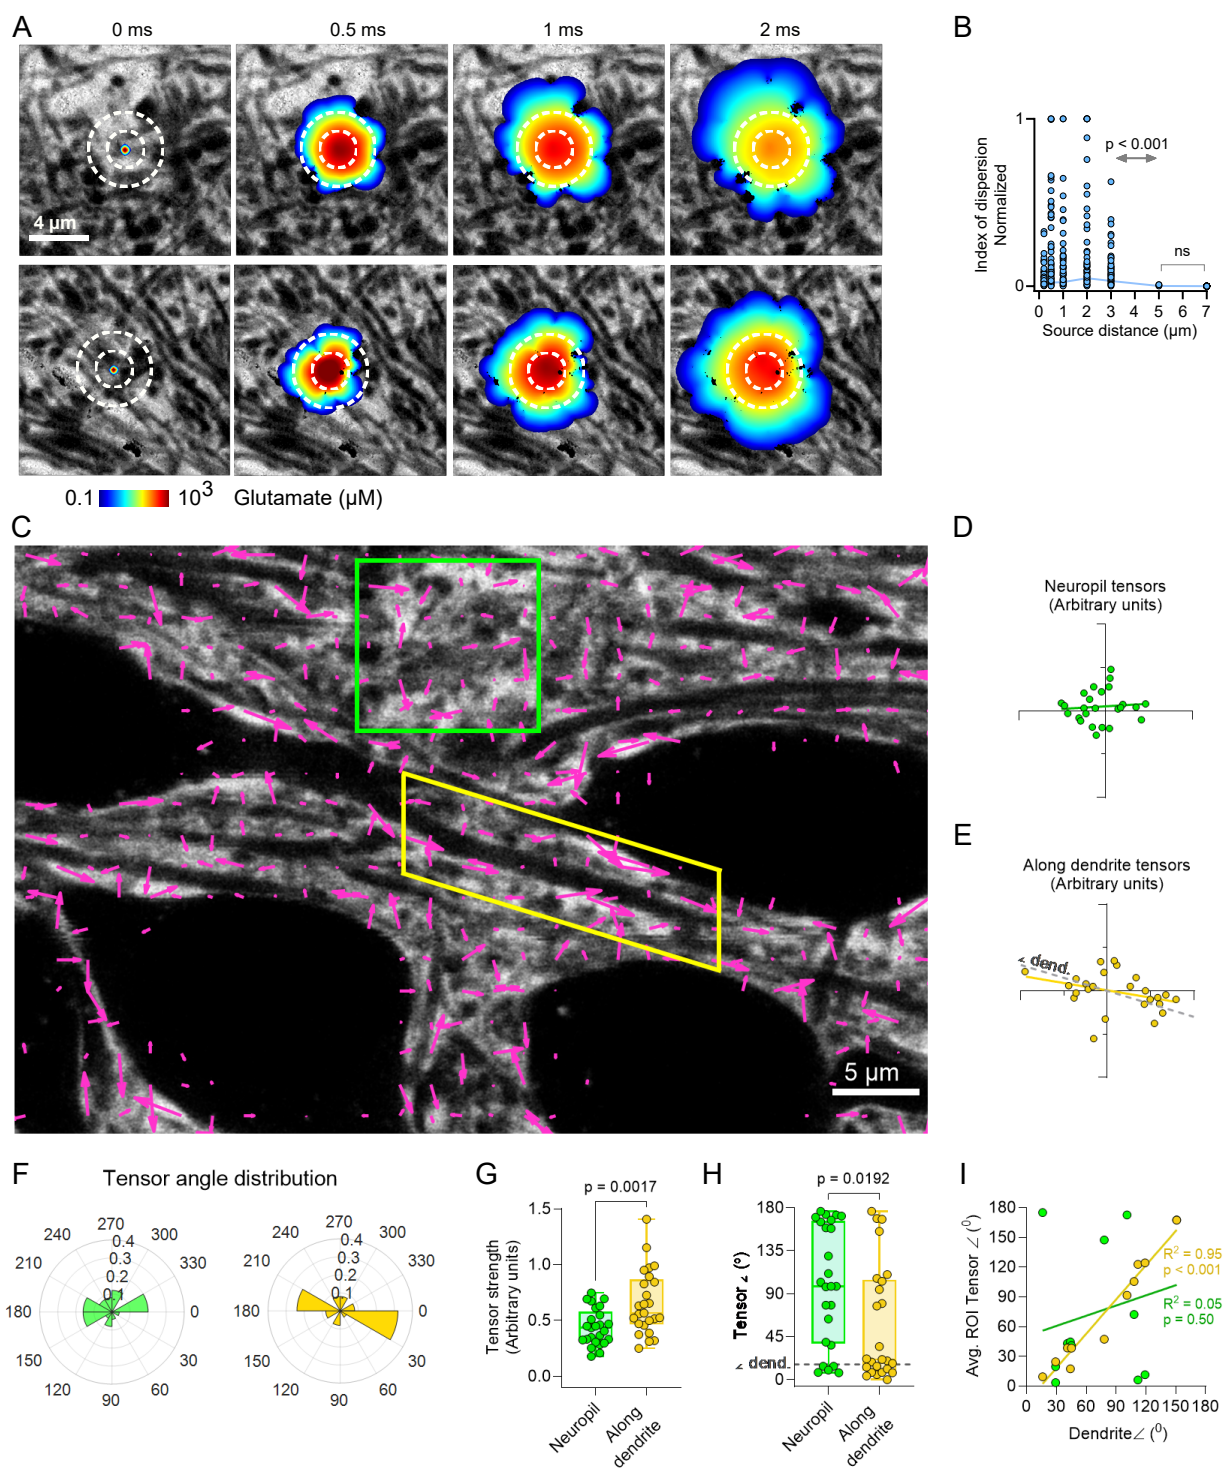 A
0 ms
0.5 ms
1 ms
2 ms
4 µm
0.1
10³ Glutamate (µM)
B
Index of dispersion
Normalized
1
0
p < 0.001
ns
0 1 2 3 4 5 6 7
Source distance (µm)
C
5 µm
D
Neuropil tensors
(Arbitrary units)
E
Along dendrite tensors
(Arbitrary units)
∠ dend.
F
Tensor angle distribution
270
240
300
210
330
180
0
150
30
120
60
90
0.4
0.3
0.2
0.1
270
240
300
210
330
180
0
150
30
120
60
90
0.4
0.3
0.2
0.1
G
p = 0.0017
Tensor strength
(Arbitrary units)
1.5
1.0
0.5
0.0
Neuropil
Along
dendrite
H
p = 0.0192
Tensor ∠ (º)
180
135
90
45
0
∠ dend.
Neuropil
Along
dendrite
I
Avg. ROI Tensor ∠ (⁰)
180
150
120
90
60
30
0
R² = 0.95
p < 0.001
R² = 0.05
p = 0.50
0 30 60 90 120 150 180
Dendrite∠ (⁰)